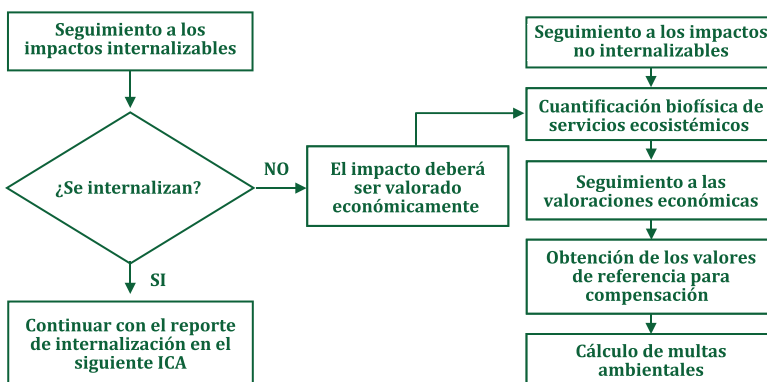 Seguimiento a los
impactos internalizables
¿Se internalizan?
NO
El impacto deberá
ser valorado
económicamente
SI
Continuar con el reporte
de internalización en el
siguiente ICA
Seguimiento a los impactos
no internalizables
Cuantificación biofísica de
servicios ecosistémicos
Seguimiento a las
valoraciones económicas
Obtención de los valores
de referencia para
compensación
Cálculo de multas
ambientales